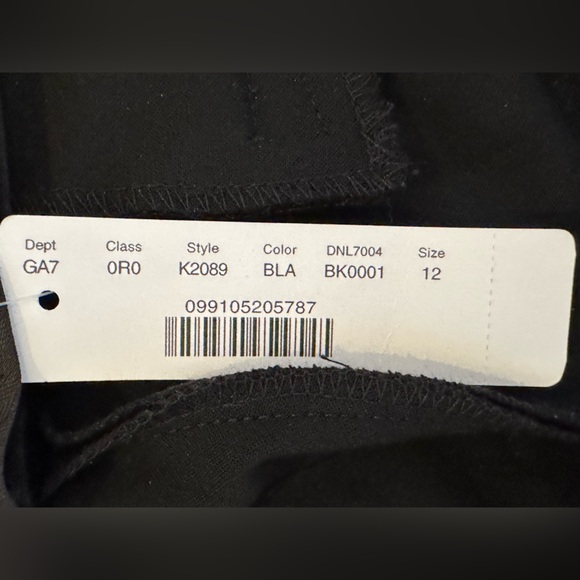 Dept Class Style Color DNL7004 Size
GA7 0R0 K2089 BLA BK0001 12
099105205787